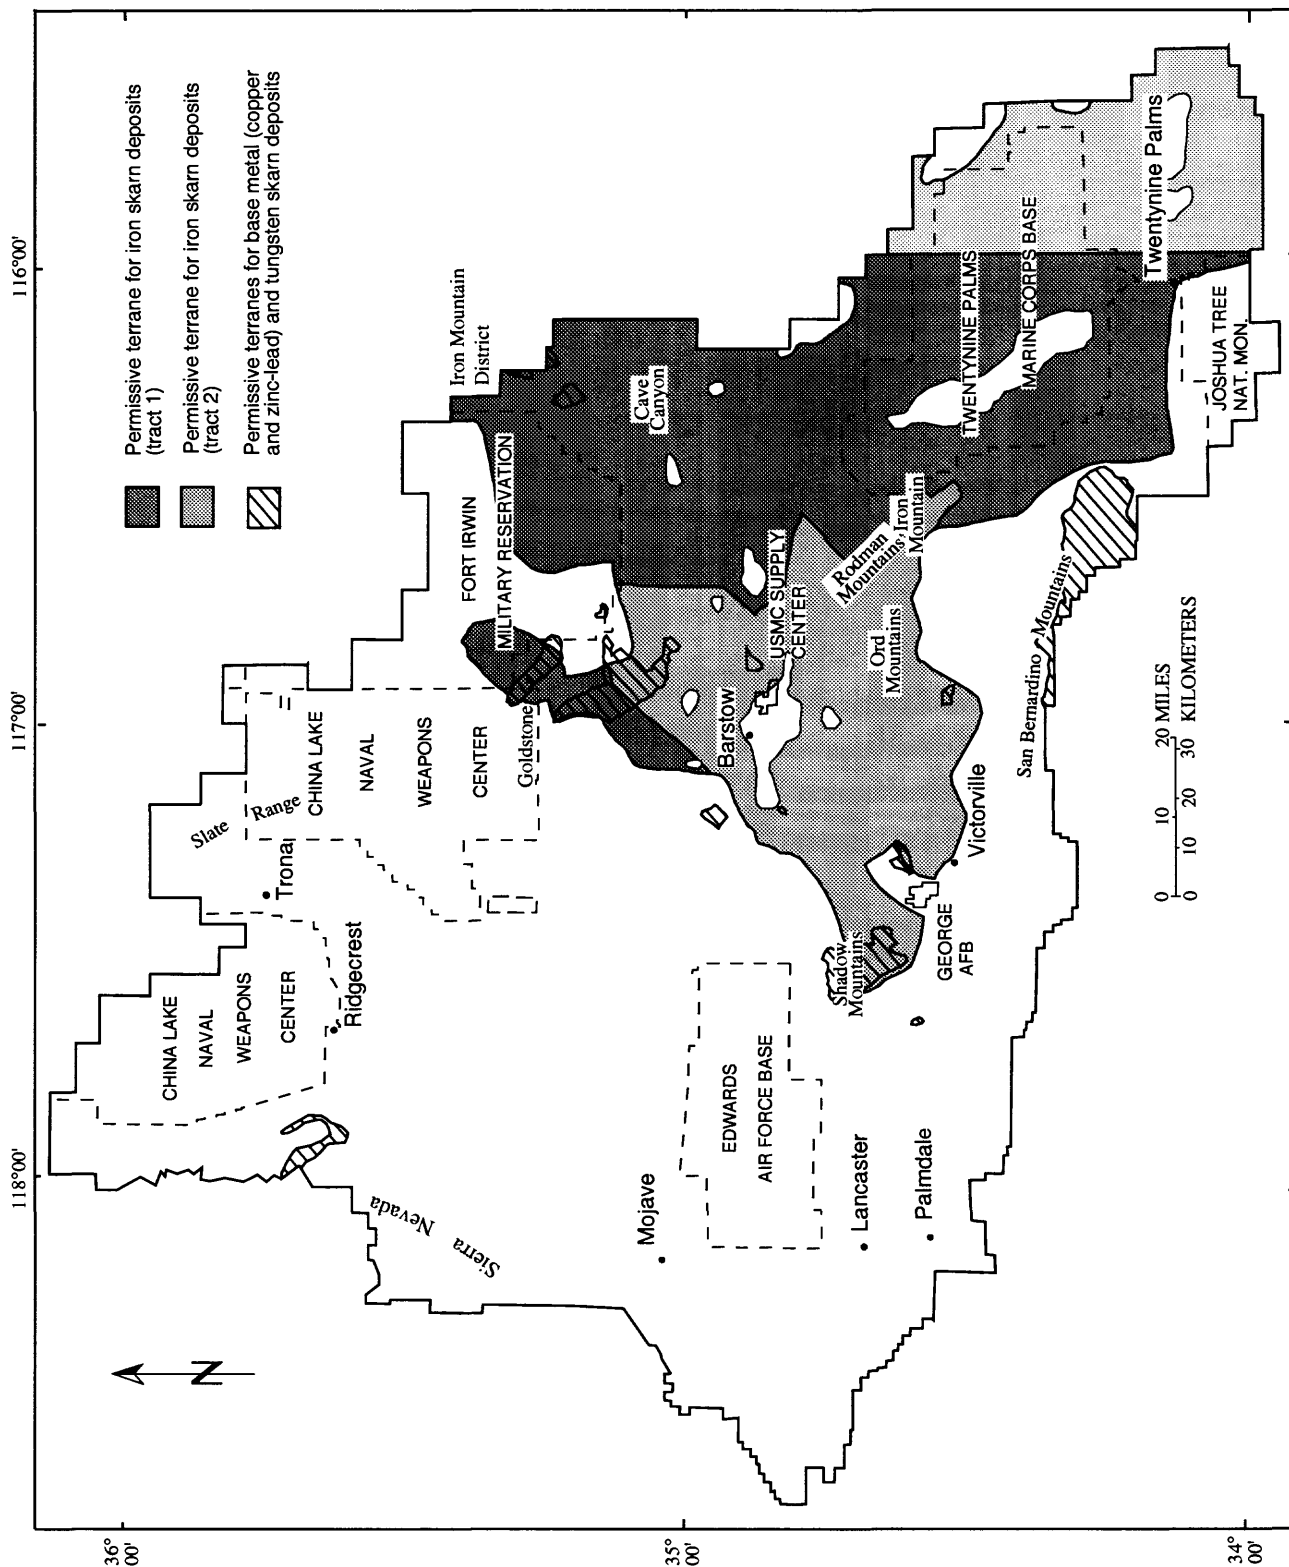 118°00'
117°00'
116°00'
36°
00'
35°
00'
34°
00'
N
Permissive terrane for iron skarn deposits
(tract 1)
Permissive terrane for iron skarn deposits
(tract 2)
Permissive terranes for base metal (copper
and zinc-lead) and tungsten skarn deposits
CHINA LAKE
NAVAL
WEAPONS
CENTER
Ridgecrest
Trona
Slate
Range
CHINA LAKE
NAVAL
WEAPONS
CENTER
Goldstone
FORT IRWIN
MILITARY RESERVATION
Iron Mountain
District
Sierra
Nevada
Mojave
EDWARDS
AIR FORCE BASE
Lancaster
Palmdale
Barstow
USMC SUPPLY
CENTER
Cave
Canyon
Shadow
Mountains
GEORGE
AFB
Victorville
Ord
Mountains
Rodman
Mountains
Iron
Mountain
TWENTYNINE PALMS
MARINE CORPS BASE
Twentynine Palms
JOSHUA TREE
NAT. MON.
San Bernardino Mountains
0 10 20 MILES
0 10 20 30 KILOMETERS